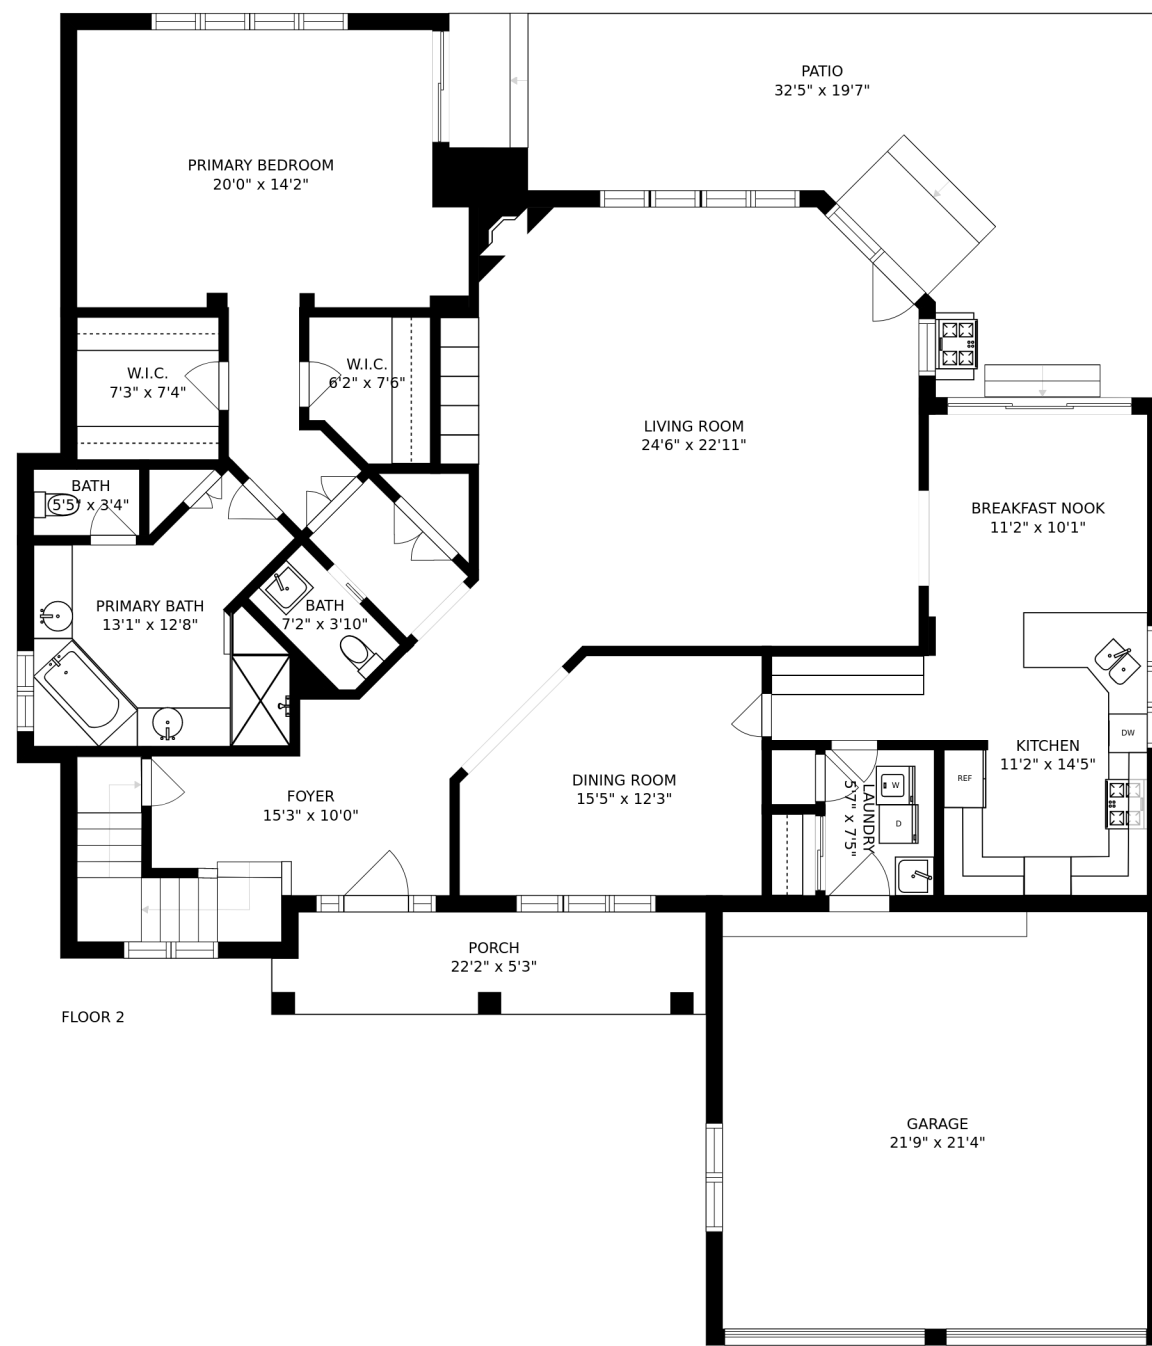 PATIO
32'5" x 19'7"
PRIMARY BEDROOM
20'0" x 14'2"
W.I.C.
7'3" x 7'4"
W.I.C.
6'2" x 7'6"
LIVING ROOM
24'6" x 22'11"
BREAKFAST NOOK
11'2" x 10'1"
BATH
5'5" x 3'4"
PRIMARY BATH
13'1" x 12'8"
BATH
7'2" x 3'10"
KITCHEN
11'2" x 14'5"
DW
REF
DINING ROOM
15'5" x 12'3"
FOYER
15'3" x 10'0"
LAUNDRY
5'7" x 7'5"
W
D
PORCH
22'2" x 5'3"
FLOOR 2
GARAGE
21'9" x 21'4"